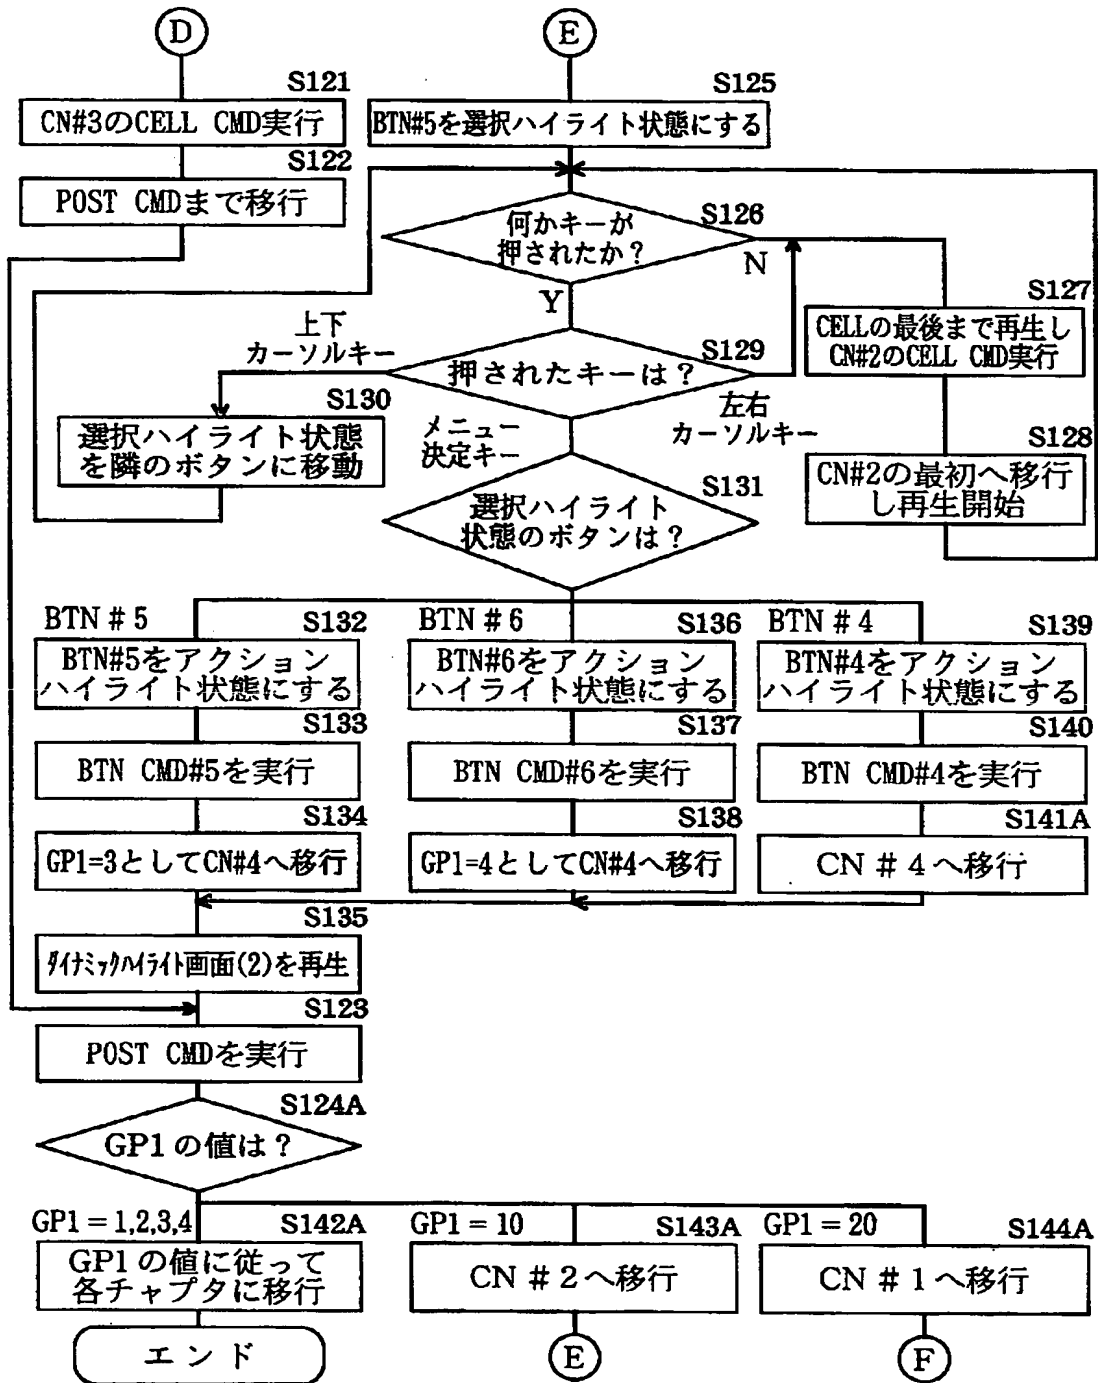 D
S121
CN#3のCELL CMD実行
S122
POST CMDまで移行
E
S125
BTN#5を選択ハイライト状態にする
S126
何かキーが
押されたか？
N
Y
S127
CELLの最後まで再生し
CN#2のCELL CMD実行
S128
CN#2の最初へ移行
し再生開始
S129
押されたキーは？
上下
カーソルキー
S130
選択ハイライト状態
を隣のボタンに移動
メニュー
決定キー
左右
カーソルキー
S131
選択ハイライト
状態のボタンは？
BTN # 5
S132
BTN#5をアクション
ハイライト状態にする
S133
BTN CMD#5を実行
S134
GP1=3としてCN#4へ移行
BTN # 6
S136
BTN#6をアクション
ハイライト状態にする
S137
BTN CMD#6を実行
S138
GP1=4としてCN#4へ移行
BTN # 4
S139
BTN#4をアクション
ハイライト状態にする
S140
BTN CMD#4を実行
S141A
CN # 4へ移行
S135
ﾀﾞｲﾅﾐｯｸﾊｲﾗｲﾄ画面(2)を再生
S123
POST CMDを実行
S124A
GP1の値は？
GP1 = 1,2,3,4
S142A
GP1の値に従って
各チャプタに移行
エンド
GP1 = 10
S143A
CN # 2へ移行
E
GP1 = 20
S144A
CN # 1へ移行
F